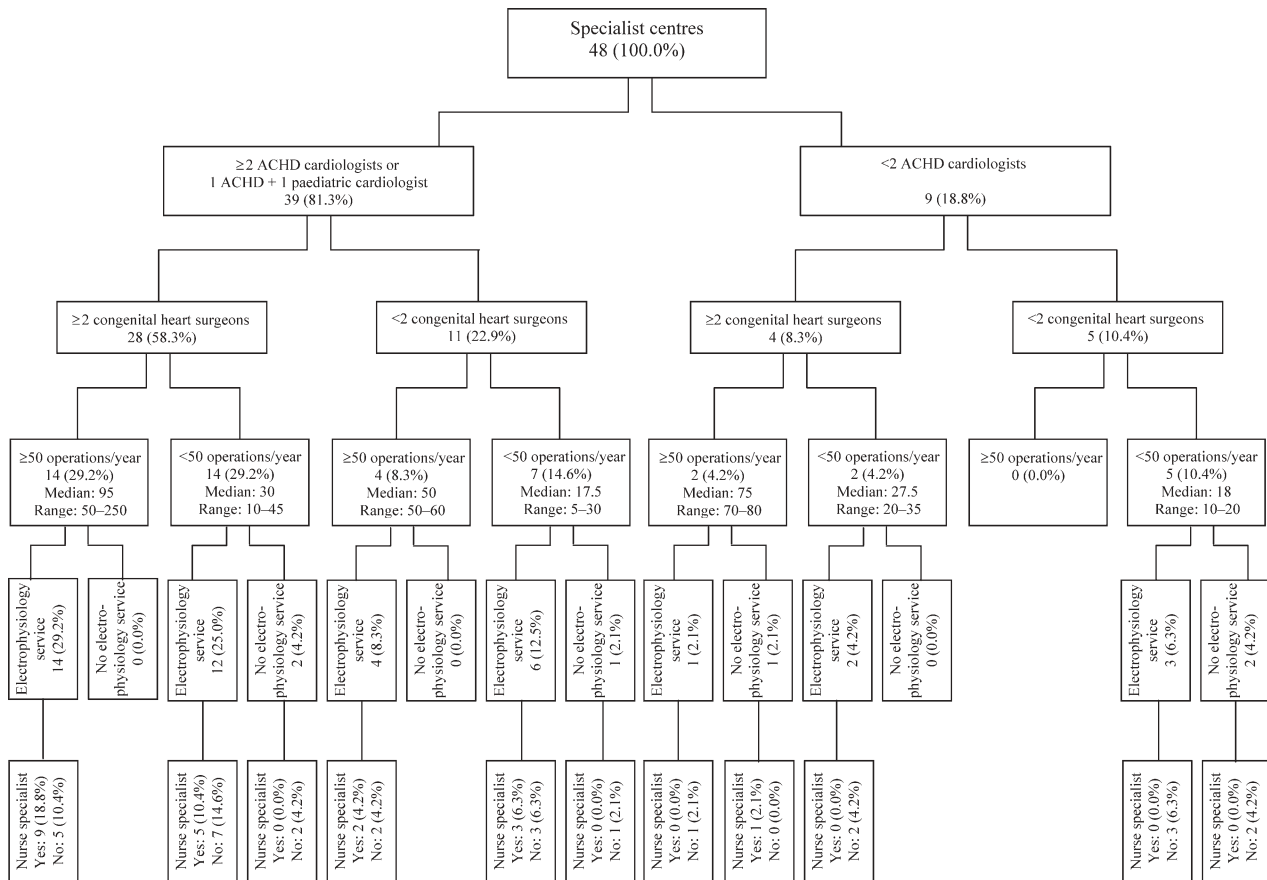 Specialist centres
48 (100.0%)
≥2 ACHD cardiologists or
1 ACHD + 1 paediatric cardiologist
39 (81.3%)
<2 ACHD cardiologists
9 (18.8%)
≥2 congenital heart surgeons
28 (58.3%)
<2 congenital heart surgeons
11 (22.9%)
≥2 congenital heart surgeons
4 (8.3%)
<2 congenital heart surgeons
5 (10.4%)
≥50 operations/year
14 (29.2%)
Median: 95
Range: 50–250
<50 operations/year
14 (29.2%)
Median: 30
Range: 10–45
≥50 operations/year
4 (8.3%)
Median: 50
Range: 50–60
<50 operations/year
7 (14.6%)
Median: 17.5
Range: 5–30
≥50 operations/year
2 (4.2%)
Median: 75
Range: 70–80
<50 operations/year
2 (4.2%)
Median: 27.5
Range: 20–35
≥50 operations/year
0 (0.0%)
<50 operations/year
5 (10.4%)
Median: 18
Range: 10–20
Electrophysiology
service
14 (29.2%)
No electro-
physiology service
0 (0.0%)
Electrophysiology
service
12 (25.0%)
No electro-
physiology service
2 (4.2%)
Electrophysiology
service
4 (8.3%)
No electro-
physiology service
0 (0.0%)
Electrophysiology
service
6 (12.5%)
No electro-
physiology service
1 (2.1%)
Electrophysiology
service
1 (2.1%)
No electro-
physiology service
1 (2.1%)
Electrophysiology
service
2 (4.2%)
No electro-
physiology service
0 (0.0%)
Electrophysiology
service
3 (6.3%)
No electro-
physiology service
2 (4.2%)
Nurse specialist
Yes: 9 (18.8%)
No: 5 (10.4%)
Nurse specialist
Yes: 5 (10.4%)
No: 7 (14.6%)
Nurse specialist
Yes: 0 (0.0%)
No: 2 (4.2%)
Nurse specialist
Yes: 2 (4.2%)
No: 2 (4.2%)
Nurse specialist
Yes: 3 (6.3%)
No: 3 (6.3%)
Nurse specialist
Yes: 0 (0.0%)
No: 1 (2.1%)
Nurse specialist
Yes: 0 (0.0%)
No: 1 (2.1%)
Nurse specialist
Yes: 1 (2.1%)
No: 0 (0.0%)
Nurse specialist
Yes: 0 (0.0%)
No: 2 (4.2%)
Nurse specialist
Yes: 0 (0.0%)
No: 3 (6.3%)
Nurse specialist
Yes: 0 (0.0%)
No: 2 (4.2%)